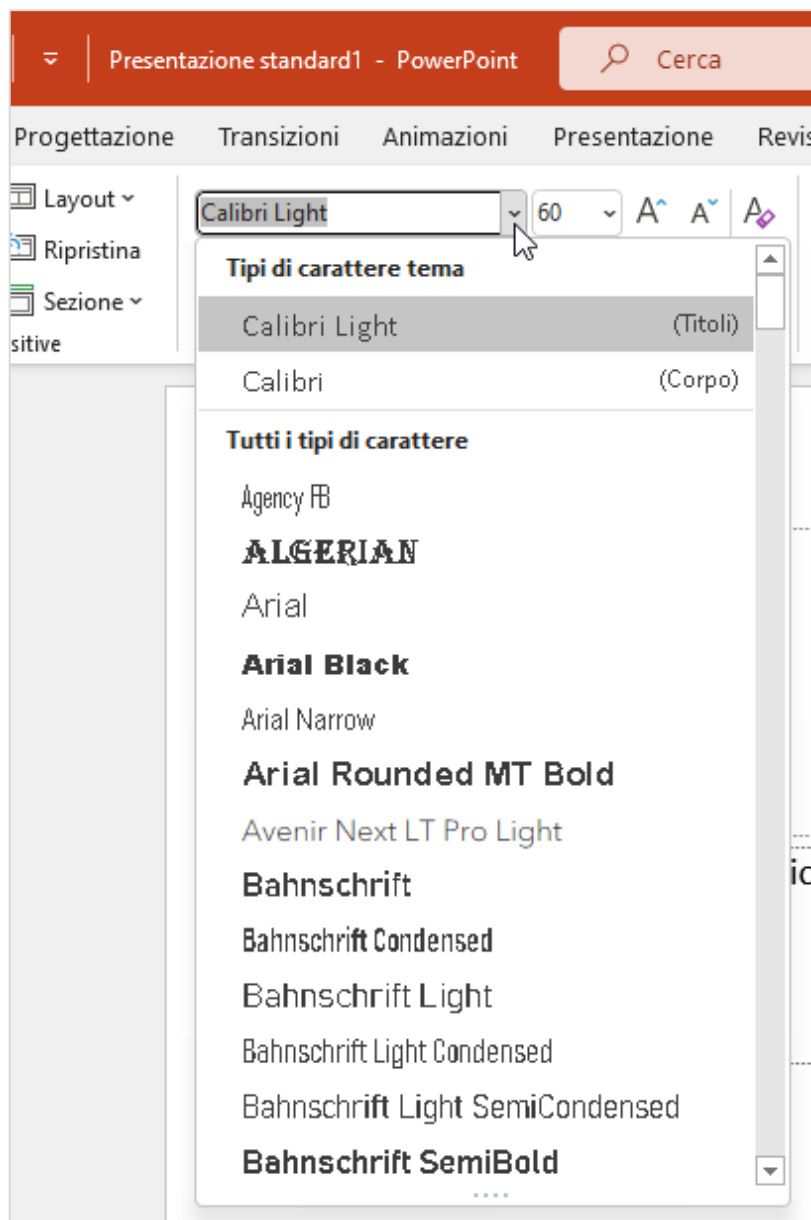 Presentazione standard1 - PowerPoint Cerca
Progettazione Transizioni Animazioni Presentazione Revis
Layout Calibri Light 60
Ripristina
Sezione
sitive
Tipi di carattere tema
Calibri Light (Titoli)
Calibri (Corpo)
Tutti i tipi di carattere
Agency FB
ALGERIAN
Arial
Arial Black
Arial Narrow
Arial Rounded MT Bold
Avenir Next LT Pro Light
Bahnschrift
Bahnschrift Condensed
Bahnschrift Light
Bahnschrift Light Condensed
Bahnschrift Light SemiCondensed
Bahnschrift SemiBold